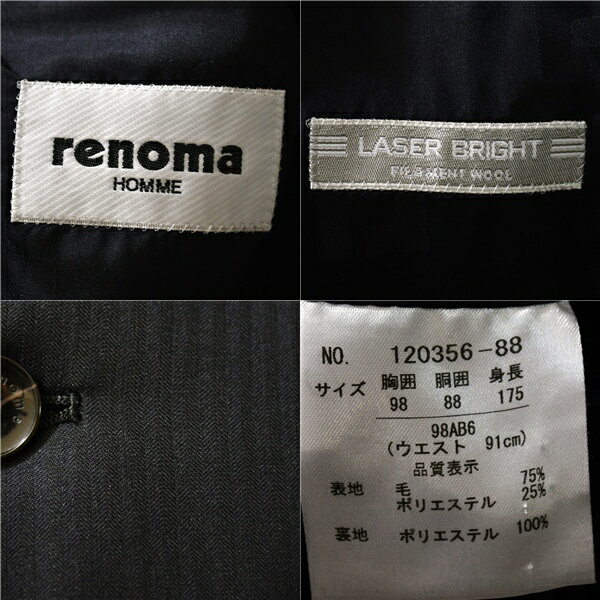 renoma
HOMME
LASER BRIGHT
FILAMENT WOOL
NO. 120356-88
サイズ 胸囲 胴囲 身長
98 88 175
98AB6
(ウエスト 91cm)
品質表示
表地 毛 75%
ポリエステル 25%
裏地 ポリエステル 100%